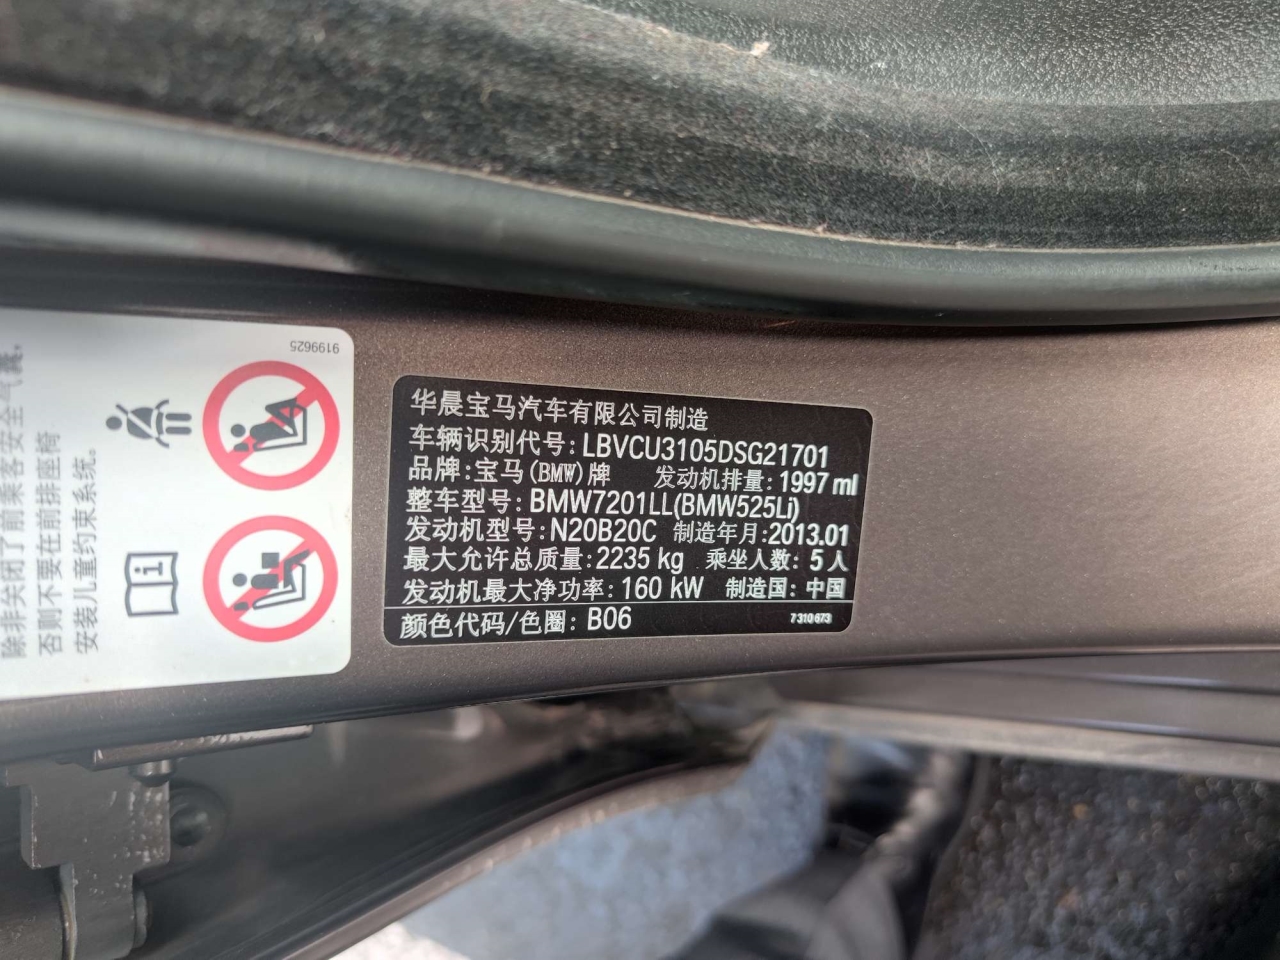 9199625
除非关闭了前乘客安全气囊，
否则不要在前排座椅
安装儿童约束系统。
华晨宝马汽车有限公司制造
车辆识别代号: LBVCU3105DSG21701
品牌:宝马(BMW)牌 发动机排量: 1997 ml
整车型号: BMW7201LL(BMW525Li)
发动机型号: N20B20C 制造年月:2013.01
最大允许总质量: 2235 kg 乘坐人数: 5 人
发动机最大净功率: 160 kW 制造国: 中国
颜色代码/色圈: B06 7 310 673